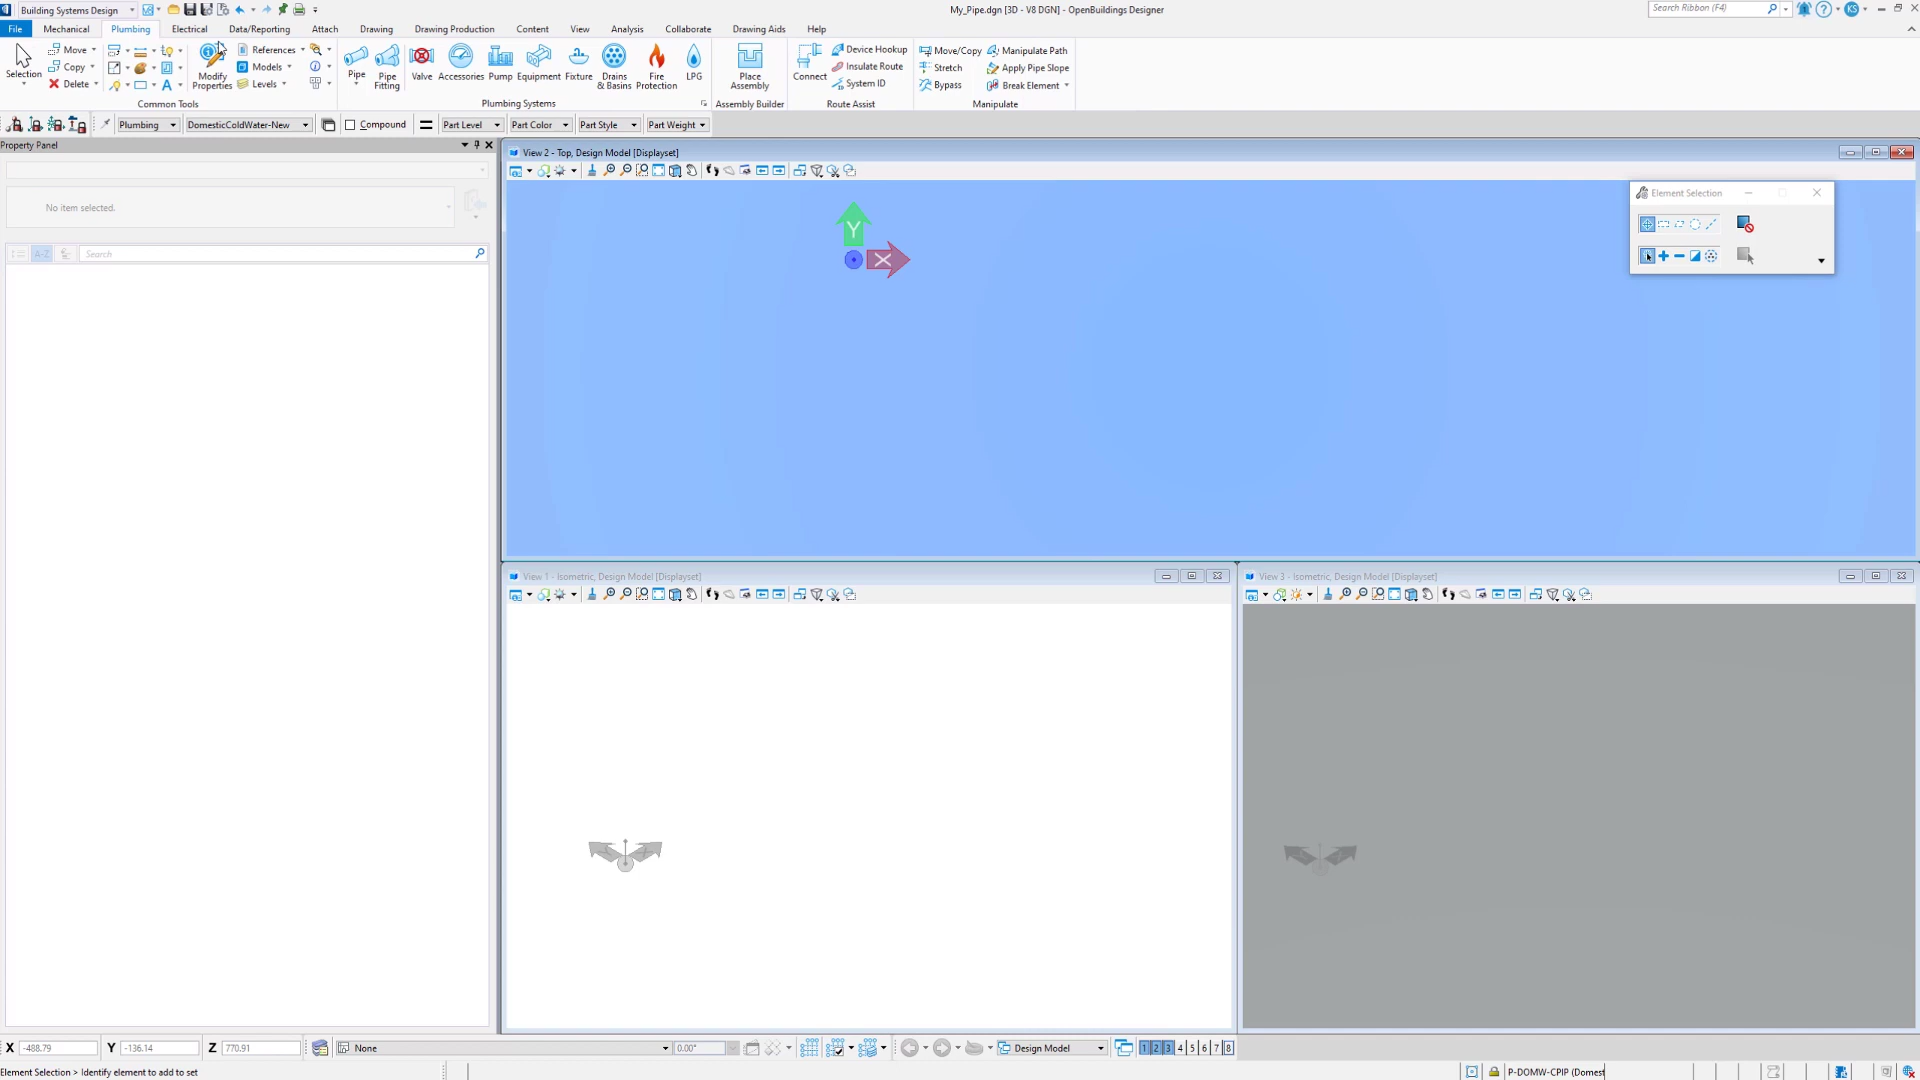 Building Systems Design
My_Pipe.dgn [3D - V8 DGN] - OpenBuildings Designer
Search Ribbon (F4)
KS
File
Mechanical
Plumbing
Electrical
Data/Reporting
Attach
Drawing
Drawing Production
Content
View
Analysis
Collaborate
Drawing Aids
Help
Selection
Move
Copy
Delete
Modify
Properties
References
Models
Levels
Common Tools
Pipe
Pipe
Fitting
Valve
Accessories
Pump
Equipment
Fixture
Drains
& Basins
Fire
Protection
LPG
Plumbing Systems
Place
Assembly
Assembly Builder
Connect
Device Hookup
Insulate Route
System ID
Route Assist
Move/Copy
Stretch
Bypass
Manipulate Path
Apply Pipe Slope
Break Element
Manipulate
Plumbing
DomesticColdWater-New
Compound
Part Level
Part Color
Part Style
Part Weight
Property Panel
No item selected.
A-Z
Search
View 2 - Top, Design Model [Displayset]
Y
X
Element Selection
View 1 - Isometric, Design Model [Displayset]
View 3 - Isometric, Design Model [Displayset]
X -488.79 Y -136.14 Z 770.91
None
0.00°
Design Model
1 2 3 4 5 6 7 8
Element Selection > Identify element to add to set
P-DOMW-CPIP (Domest